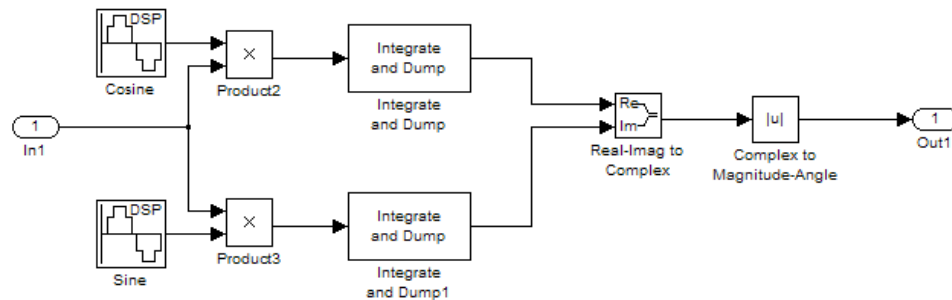 DSP
Cosine
×
Product2
Integrate
and Dump
Integrate
and Dump
1
In1
Re
Im
Real-Imag to
Complex
|u|
Complex to
Magnitude-Angle
1
Out1
DSP
Sine
×
Product3
Integrate
and Dump
Integrate
and Dump1